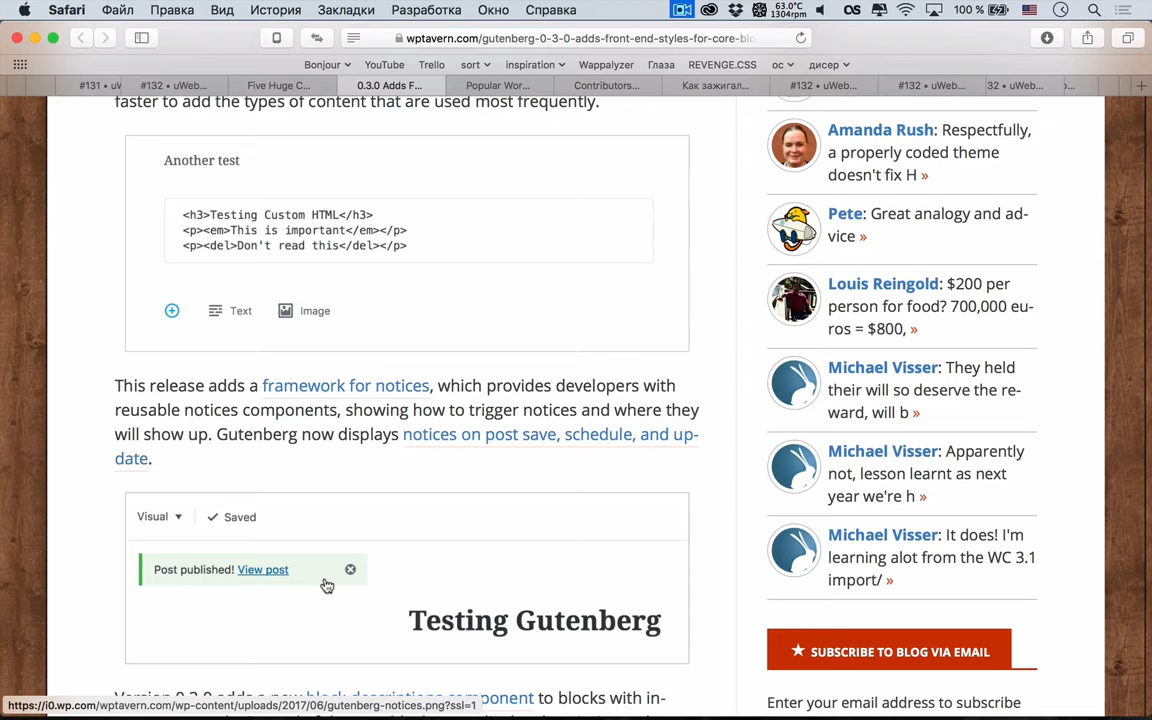 Safari Файл Правка Вид История Закладки Разработка Окно Справка 63.0°C 1304rpm 100 %
wptavern.com/gutenberg-0-3-0-adds-front-end-styles-for-core-blo
Bonjour YouTube Trello sort inspiration Wappalyzer Глаза REVENGE.CSS ос дисер
#131 • uW #132 • uWeb... Five Huge C... 0.3.0 Adds F... Popular Wor... Contributors... Как зажигал... #132 • uWeb... #132 • uWeb... 32 • uWeb...
faster to add the types of content that are used most frequently.
Another test
<h3>Testing Custom HTML</h3>
<p><em>This is important</em></p>
<p><del>Don't read this</del></p>
Text Image
This release adds a framework for notices, which provides developers with
reusable notices components, showing how to trigger notices and where they
will show up. Gutenberg now displays notices on post save, schedule, and up-
date.
Visual Saved
Post published! View post
Testing Gutenberg
Version 0.3.0 adds a new block descriptions component to blocks with in-
https://i0.wp.com/wptavern.com/wp-content/uploads/2017/06/gutenberg-notices.png?ssl=1
Amanda Rush: Respectfully,
a properly coded theme
doesn't fix H »
Pete: Great analogy and ad-
vice »
Louis Reingold: $200 per
person for food? 700,000 eu-
ros = $800, »
Michael Visser: They held
their will so deserve the re-
ward, will b »
Michael Visser: Apparently
not, lesson learnt as next
year we're h »
Michael Visser: It does! I'm
learning alot from the WC 3.1
import/ »
★ SUBSCRIBE TO BLOG VIA EMAIL
Enter your email address to subscribe